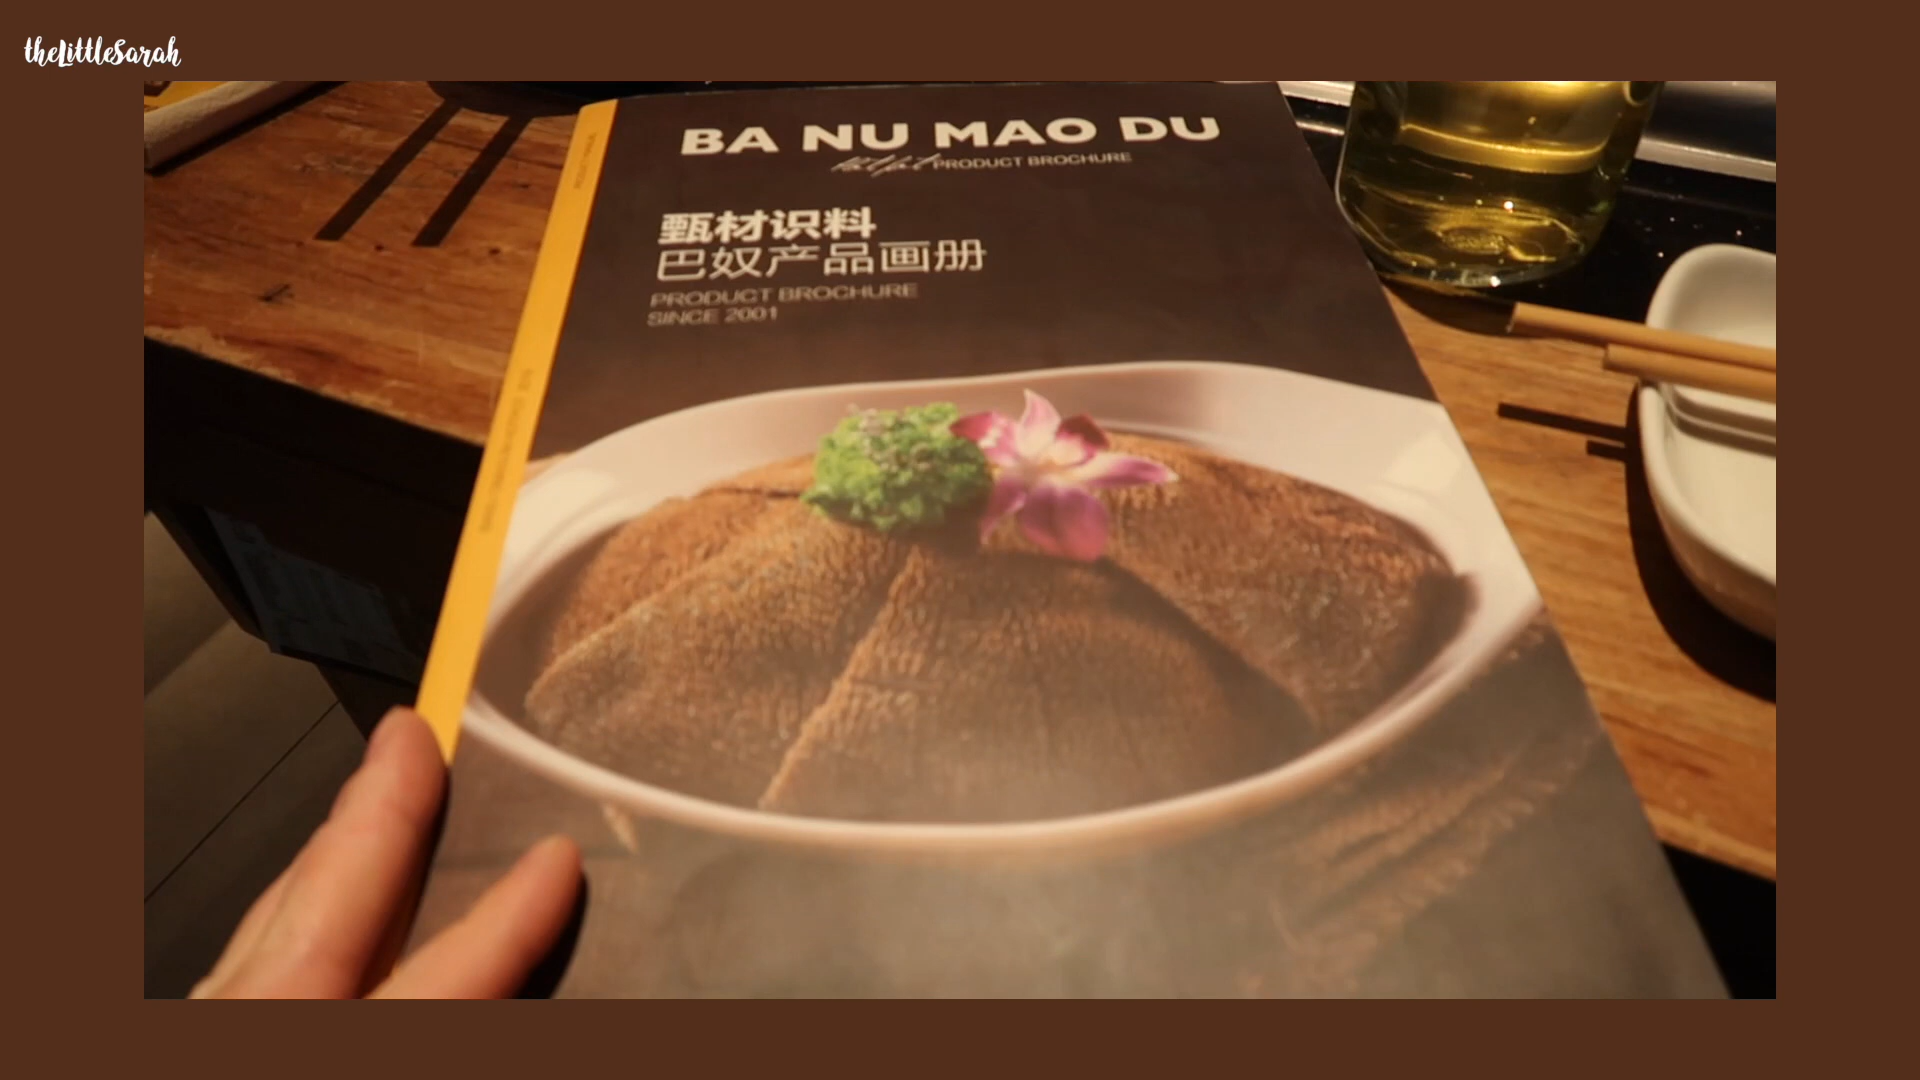 theLittleSarah
BA NU MAO DU
PRODUCT BROCHURE
甄材识料
巴奴产品画册
PRODUCT BROCHURE
SINCE 2001